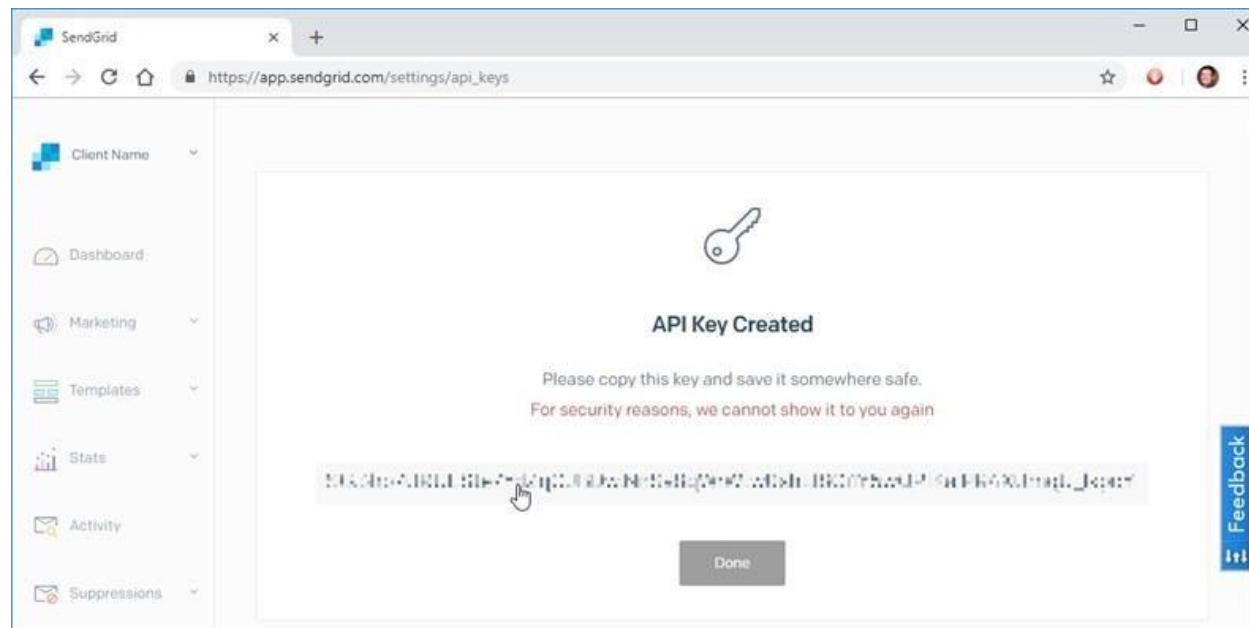 SendGrid
https://app.sendgrid.com/settings/api_keys
Client Name
Dashboard
Marketing
Templates
Stats
Activity
Suppressions
API Key Created
Please copy this key and save it somewhere safe.
For security reasons, we cannot show it to you again
Done
Feedback